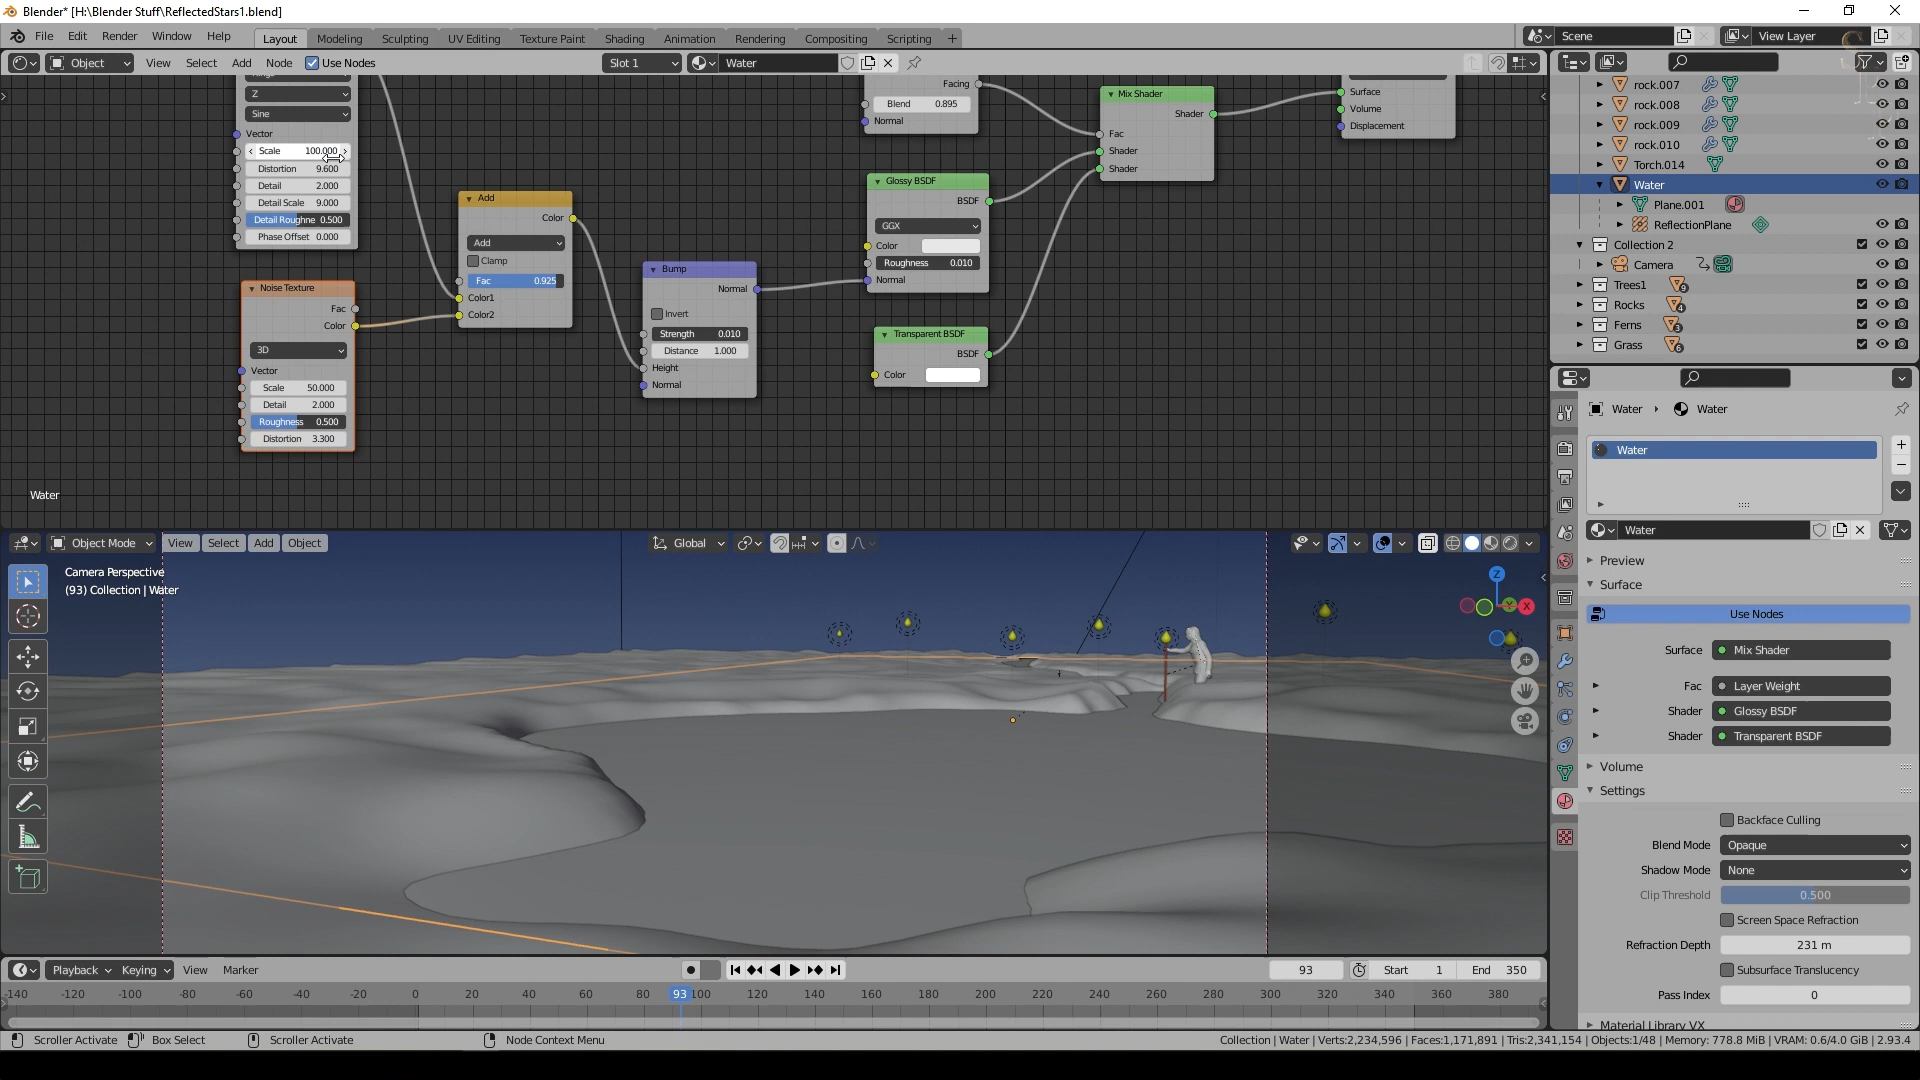 Blender* [H:\Blender Stuff\ReflectedStars1.blend]
File Edit Render Window Help
Layout Modeling Sculpting UV Editing Texture Paint Shading Animation Rendering Compositing Scripting +
Scene
View Layer
Object View Select Add Node Use Nodes
Slot 1
Water
Z
Sine
Vector
Scale 100.000
Distortion 9.600
Detail 2.000
Detail Scale 9.000
Detail Roughne 0.500
Phase Offset 0.000
Noise Texture
Fac
Color
3D
Vector
Scale 50.000
Detail 2.000
Roughness 0.500
Distortion 3.300
Add
Color
Add
Clamp
Fac 0.925
Color1
Color2
Bump
Normal
Invert
Strength 0.010
Distance 1.000
Height
Normal
Facing
Blend 0.895
Normal
Glossy BSDF
BSDF
GGX
Color
Roughness 0.010
Normal
Transparent BSDF
BSDF
Color
Mix Shader
Shader
Fac
Shader
Shader
Surface
Volume
Displacement
Water
rock.007
rock.008
rock.009
rock.010
Torch.014
Water
Plane.001
ReflectionPlane
Collection 2
Camera
Trees1 9
Rocks 4
Ferns 3
Grass 6
Water Water
Water
Water
Preview
Surface
Use Nodes
Surface Mix Shader
Fac Layer Weight
Shader Glossy BSDF
Shader Transparent BSDF
Volume
Settings
Backface Culling
Blend Mode Opaque
Shadow Mode None
Clip Threshold 0.500
Screen Space Refraction
Refraction Depth 231 m
Subsurface Translucency
Pass Index 0
Material Library VX
Object Mode View Select Add Object
Global
Camera Perspective
(93) Collection | Water
Z
X
Y
Playback Keying View Marker
93
Start 1
End 350
-140 -120 -100 -80 -60 -40 -20 0 20 40 60 80 93 100 120 140 160 180 200 220 240 260 280 300 320 340 360 380
Scroller Activate
Box Select
Scroller Activate
Node Context Menu
Collection | Water | Verts:2,234,596 | Faces:1,171,891 | Tris:2,341,154 | Objects:1/48 | Memory: 778.8 MiB | VRAM: 0.6/4.0 GiB | 2.93.4